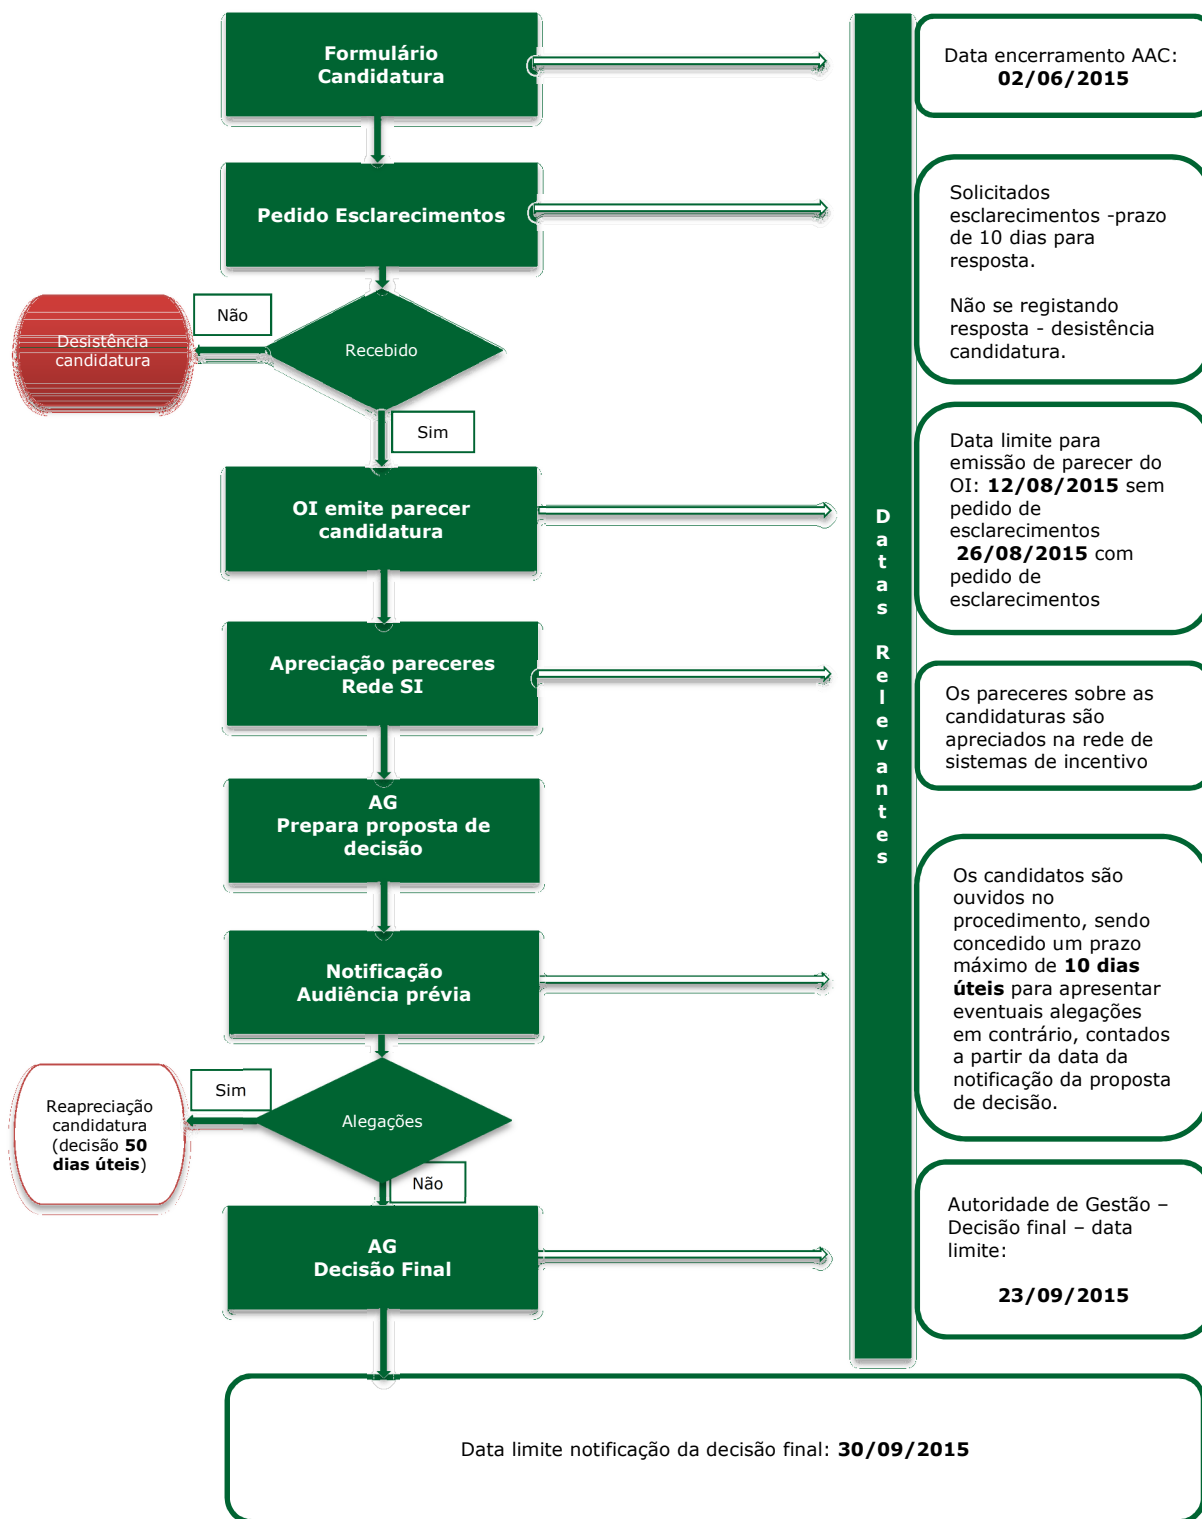 Formulário
Candidatura
Data encerramento AAC:
02/06/2015
Pedido Esclarecimentos
Solicitados
esclarecimentos -prazo
de 10 dias para
resposta.
Não se registando
resposta - desistência
candidatura.
Não
Desistência
candidatura
Recebido
Sim
OI emite parecer
candidatura
Data limite para
emissão de parecer do
OI: 12/08/2015 sem
pedido de
esclarecimentos
26/08/2015 com
pedido de
esclarecimentos
Datas Relevantes
Apreciação pareceres
Rede SI
Os pareceres sobre as
candidaturas são
apreciados na rede de
sistemas de incentivo
AG
Prepara proposta de
decisão
Notificação
Audiência prévia
Os candidatos são
ouvidos no
procedimento, sendo
concedido um prazo
máximo de 10 dias
úteis para apresentar
eventuais alegações
em contrário, contados
a partir da data da
notificação da proposta
de decisão.
Sim
Reapreciação
candidatura
(decisão 50
dias úteis)
Alegações
Não
AG
Decisão Final
Autoridade de Gestão –
Decisão final – data
limite:
23/09/2015
Data limite notificação da decisão final: 30/09/2015